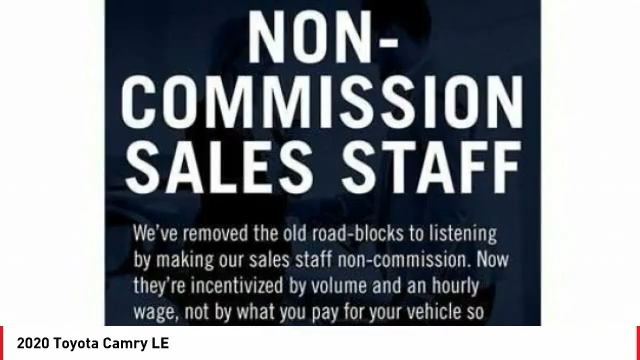 NON-
COMMISSION
SALES STAFF
We've removed the old road-blocks to listening
by making our sales staff non-commission. Now
they're incentivized by volume and an hourly
wage, not by what you pay for your vehicle so
2020 Toyota Camry LE